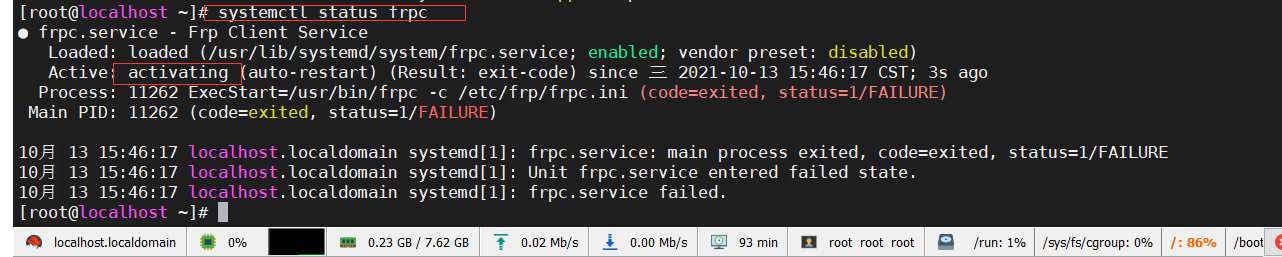 [root@localhost ~]# systemctl status frpc
● frpc.service - Frp Client Service
Loaded: loaded (/usr/lib/systemd/system/frpc.service; enabled; vendor preset: disabled)
Active: activating (auto-restart) (Result: exit-code) since 三 2021-10-13 15:46:17 CST; 3s ago
Process: 11262 ExecStart=/usr/bin/frpc -c /etc/frp/frpc.ini (code=exited, status=1/FAILURE)
Main PID: 11262 (code=exited, status=1/FAILURE)
10月 13 15:46:17 localhost.localdomain systemd[1]: frpc.service: main process exited, code=exited, status=1/FAILURE
10月 13 15:46:17 localhost.localdomain systemd[1]: Unit frpc.service entered failed state.
10月 13 15:46:17 localhost.localdomain systemd[1]: frpc.service failed.
[root@localhost ~]#
localhost.localdomain 0% 0.23 GB / 7.62 GB 0.02 Mb/s 0.00 Mb/s 93 min root root root /run: 1% /sys/fs/cgroup: 0% /: 86% /boot